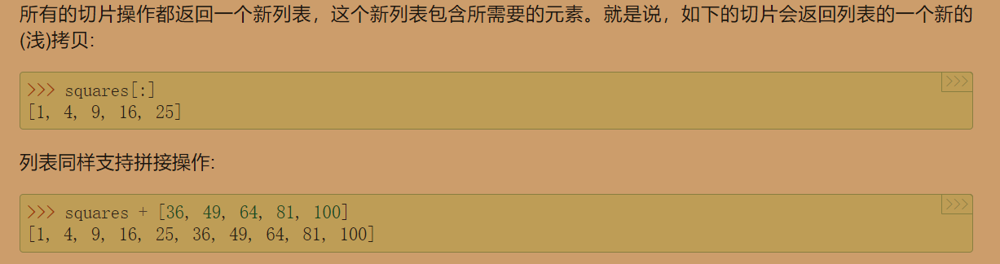 所有的切片操作都返回一个新列表，这个新列表包含所需要的元素。就是说，如下的切片会返回列表的一个新的
(浅)拷贝:
>>>
>>> squares[:]
[1, 4, 9, 16, 25]
列表同样支持拼接操作:
>>>
>>> squares + [36, 49, 64, 81, 100]
[1, 4, 9, 16, 25, 36, 49, 64, 81, 100]